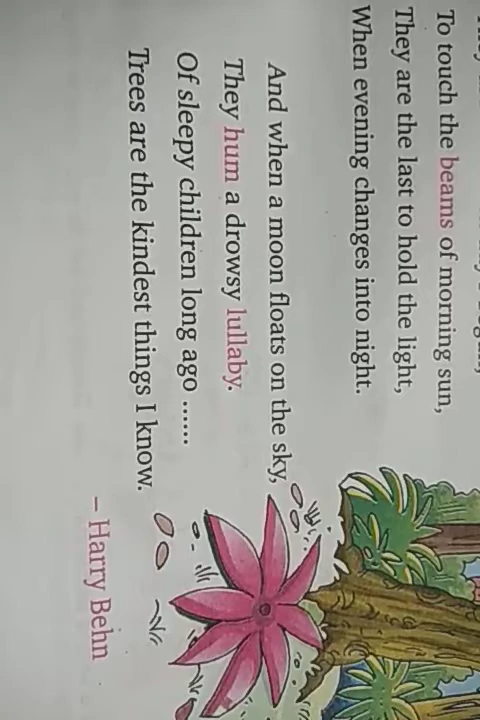 To touch the beams of morning sun,
They are the last to hold the light,
When evening changes into night.
And when a moon floats on the sky,
They hum a drowsy lullaby.
Of sleepy children long ago ......
Trees are the kindest things I know.
– Harry Behn